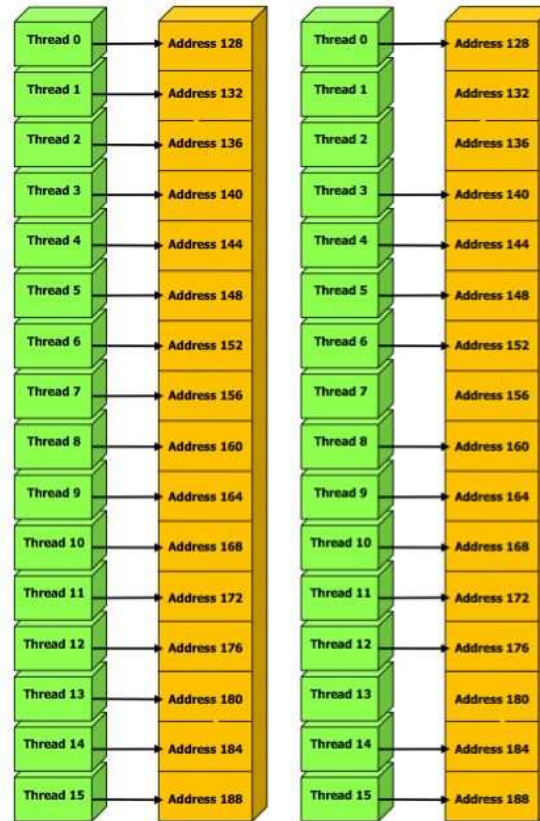 Thread 0 Address 128 Thread 0 Address 128
Thread 1 Address 132 Thread 1 Address 132
Thread 2 Address 136 Thread 2 Address 136
Thread 3 Address 140 Thread 3 Address 140
Thread 4 Address 144 Thread 4 Address 144
Thread 5 Address 148 Thread 5 Address 148
Thread 6 Address 152 Thread 6 Address 152
Thread 7 Address 156 Thread 7 Address 156
Thread 8 Address 160 Thread 8 Address 160
Thread 9 Address 164 Thread 9 Address 164
Thread 10 Address 168 Thread 10 Address 168
Thread 11 Address 172 Thread 11 Address 172
Thread 12 Address 176 Thread 12 Address 176
Thread 13 Address 180 Thread 13 Address 180
Thread 14 Address 184 Thread 14 Address 184
Thread 15 Address 188 Thread 15 Address 188